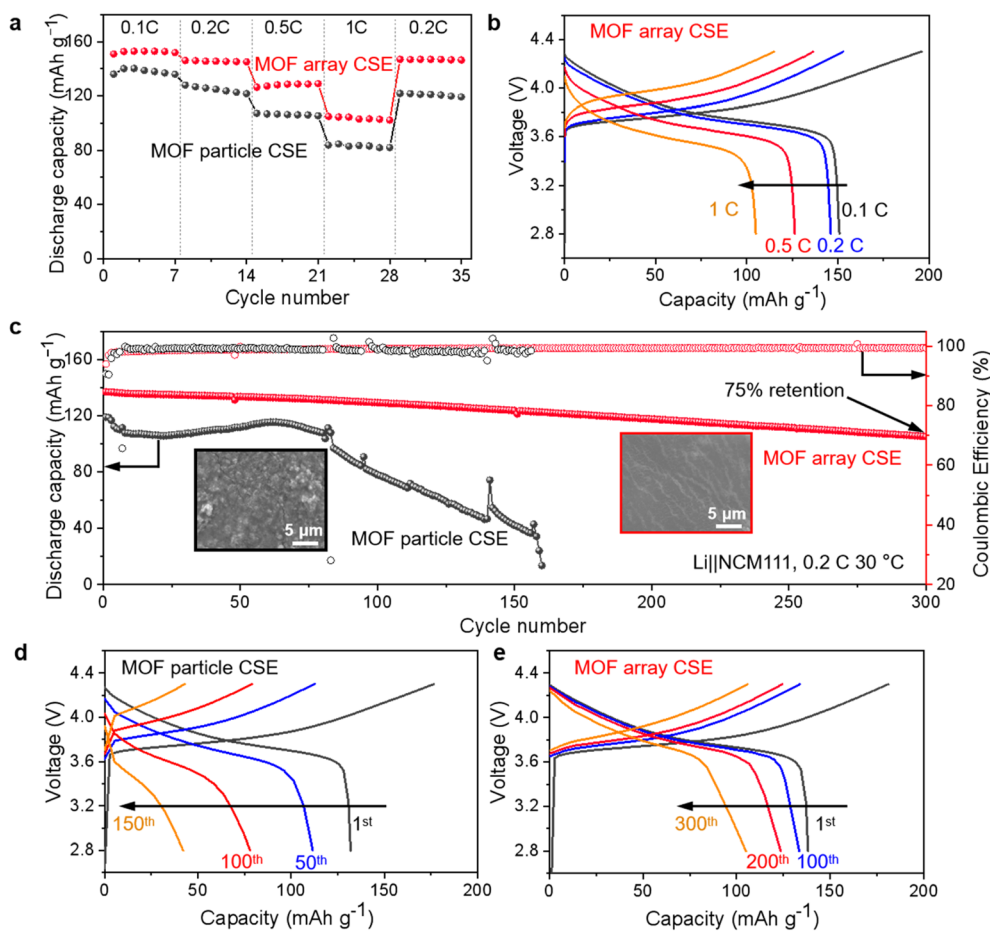 a
0.1C 0.2C 0.5C 1C 0.2C
160
120
80
40
0
MOF array CSE
MOF particle CSE
Discharge capacity (mAh g⁻¹)
0 7 14 21 28 35
Cycle number
b
MOF array CSE
4.4
4.0
3.6
3.2
2.8
Voltage (V)
1 C
0.5 C
0.2 C
0.1 C
0 50 100 150 200
Capacity (mAh g⁻¹)
c
160
120
80
40
0
Discharge capacity (mAh g⁻¹)
100
80
60
40
20
Coulombic Efficiency (%)
75% retention
MOF array CSE
MOF particle CSE
5 μm
5 μm
Li||NCM111, 0.2 C 30 °C
0 50 100 150 200 250 300
Cycle number
d
MOF particle CSE
4.4
4.0
3.6
3.2
2.8
Voltage (V)
150th
100th
50th
1st
0 50 100 150 200
Capacity (mAh g⁻¹)
e
MOF array CSE
4.4
4.0
3.6
3.2
2.8
Voltage (V)
300th
200th
100th
1st
0 50 100 150 200
Capacity (mAh g⁻¹)